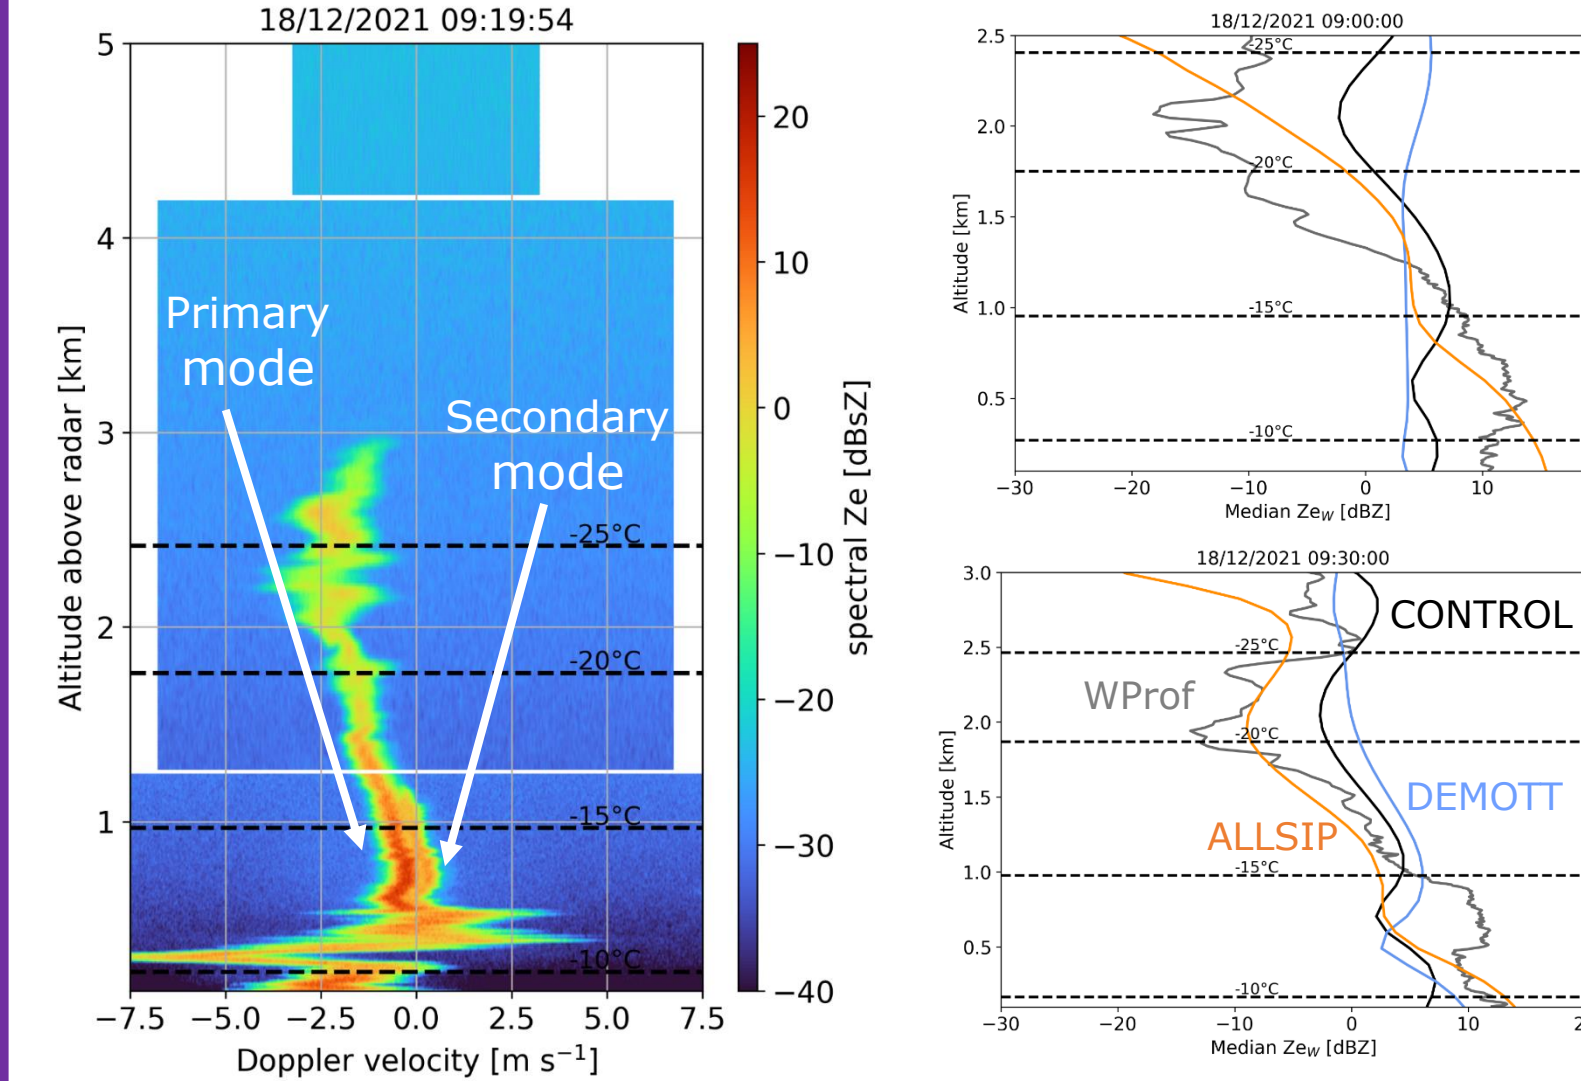 18/12/2021 09:19:54
5
4
3
2
1
Altitude above radar [km]
Primary
mode
Secondary
mode
-25°C
-20°C
-15°C
-10°C
−7.5 −5.0 −2.5 0.0 2.5 5.0 7.5
Doppler velocity [m s⁻¹]
20
10
0
−10
−20
−30
−40
spectral Ze [dBsZ]
18/12/2021 09:00:00
2.5
2.0
1.5
1.0
0.5
Altitude [km]
-25°C
-20°C
-15°C
-10°C
−30 −20 −10 0 10
Median Ze_W [dBZ]
18/12/2021 09:30:00
3.0
2.5
2.0
1.5
1.0
0.5
Altitude [km]
CONTROL
-25°C
WProf
-20°C
DEMOTT
ALLSIP
-15°C
-10°C
−30 −20 −10 0 10 2
Median Ze_W [dBZ]